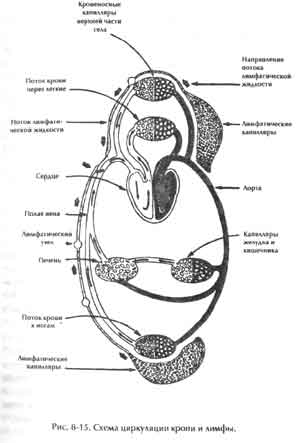 Кровеносные
капилляры
верхней части
тела
Направление
потока
лимфатической
жидкости
Поток крови
через легкие
Поток лимфати-
ческой жидкости
Лимфатические
капилляры
Сердце
Аорта
Полая вена
Лимфатический
узел
Печень
Капилляры
желудка и
кишечника
Поток крови
к ногам
Лимфатические
капилляры
Рис. 8-15. Схема циркуляции крови и лимфы.